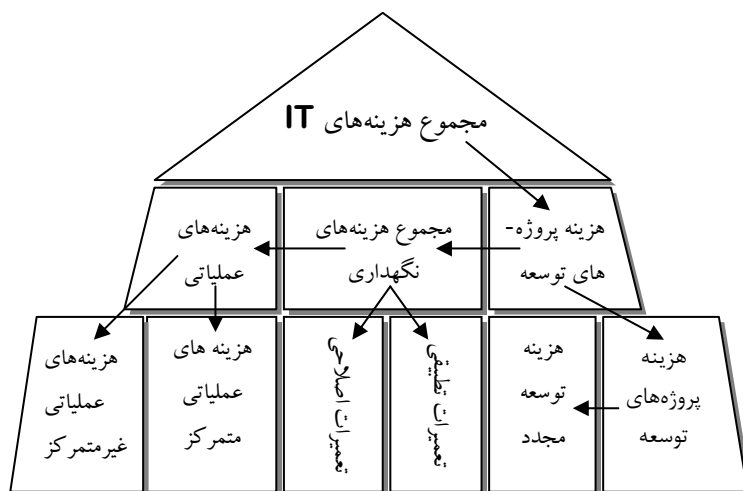 مجموع هزینه‌های IT
هزینه پروژه-
های توسعه
مجموع هزینه‌های
نگهداری
هزینه‌های
عملیاتی
هزینه
پروژه‌های
توسعه
هزینه
توسعه
مجدد
تعمیرات تطبیقی
تعمیرات اصلاحی
هزینه های
عملیاتی
متمرکز
هزینه‌های
عملیاتی
غیرمتمرکز